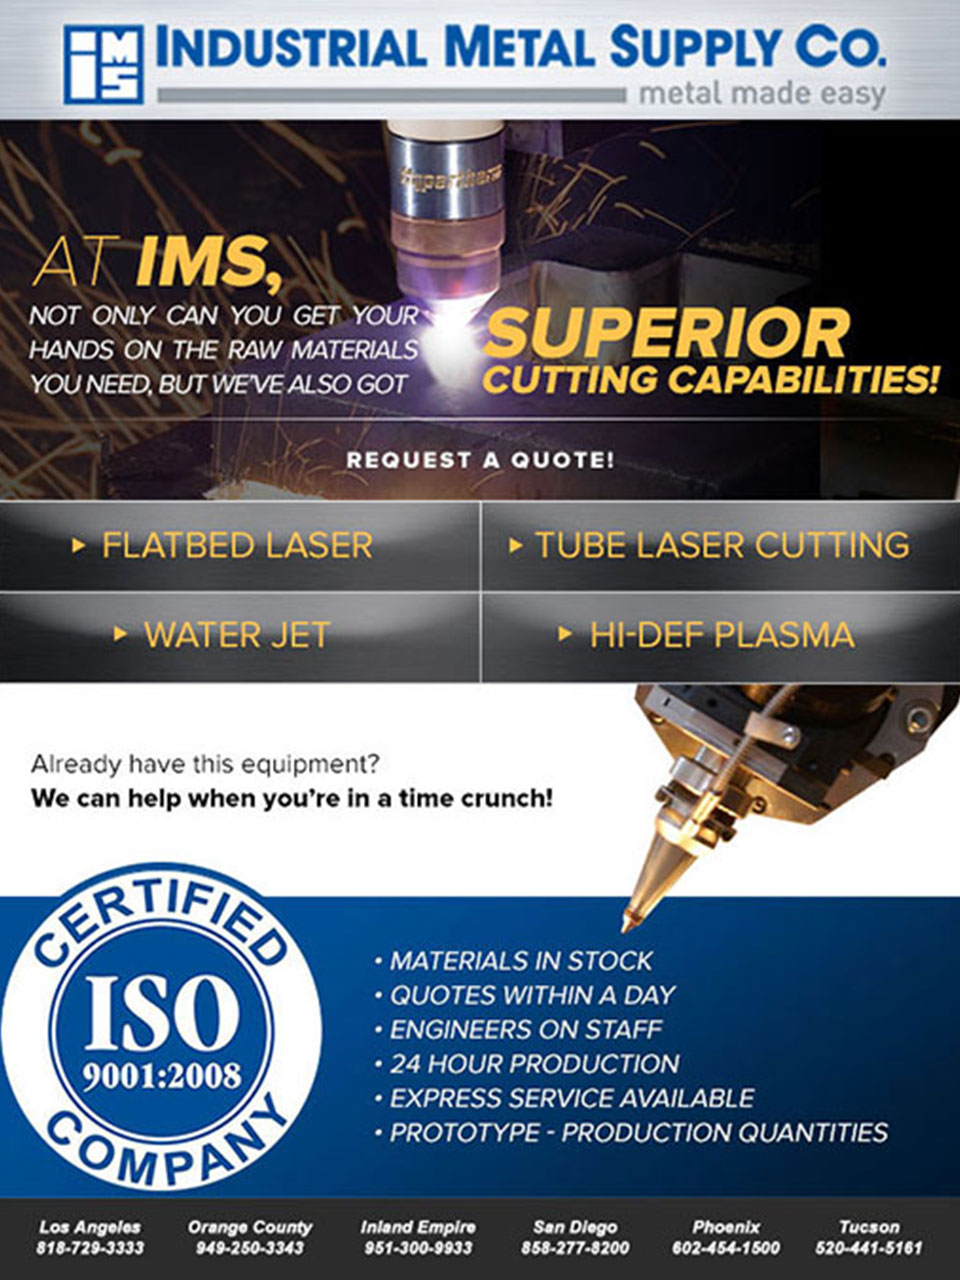 IMS
INDUSTRIAL METAL SUPPLY CO.
metal made easy
AT IMS,
NOT ONLY CAN YOU GET YOUR
HANDS ON THE RAW MATERIALS
YOU NEED, BUT WE'VE ALSO GOT
SUPERIOR
CUTTING CAPABILITIES!
REQUEST A QUOTE!
FLATBED LASER
TUBE LASER CUTTING
WATER JET
HI-DEF PLASMA
Already have this equipment?
We can help when you're in a time crunch!
CERTIFIED
ISO
9001:2008
COMPANY
• MATERIALS IN STOCK
• QUOTES WITHIN A DAY
• ENGINEERS ON STAFF
• 24 HOUR PRODUCTION
• EXPRESS SERVICE AVAILABLE
• PROTOTYPE - PRODUCTION QUANTITIES
Los Angeles Orange County Inland Empire San Diego Phoenix Tucson
818-729-3333 949-250-3343 951-300-9933 858-277-8200 602-454-1500 520-441-5161